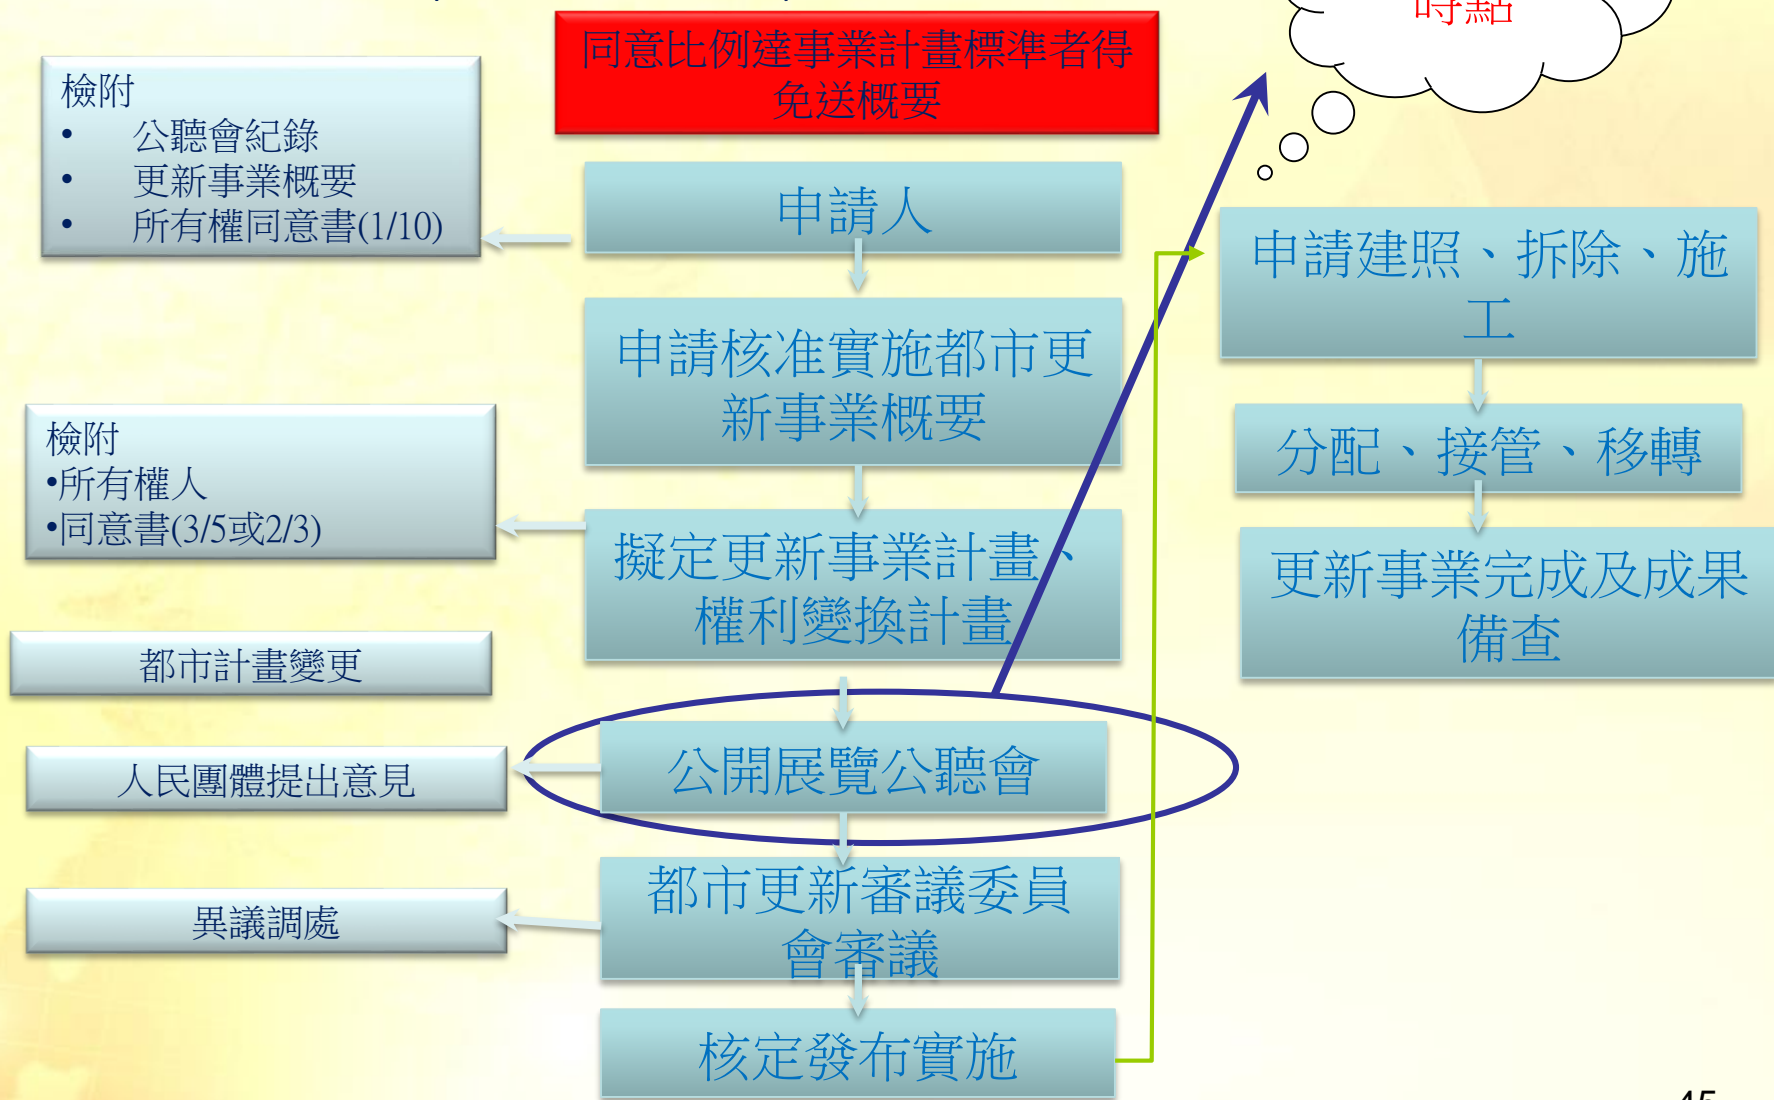 同意比例達事業計畫標準者得
免送概要
時點
檢附
• 公聽會紀錄
• 更新事業概要
• 所有權同意書(1/10)
申請人
申請核准實施都市更
新事業概要
檢附
•所有權人
•同意書(3/5或2/3)
擬定更新事業計畫、
權利變換計畫
都市計畫變更
公開展覽公聽會
人民團體提出意見
都市更新審議委員
會審議
異議調處
核定發布實施
申請建照、拆除、施
工
分配、接管、移轉
更新事業完成及成果
備查